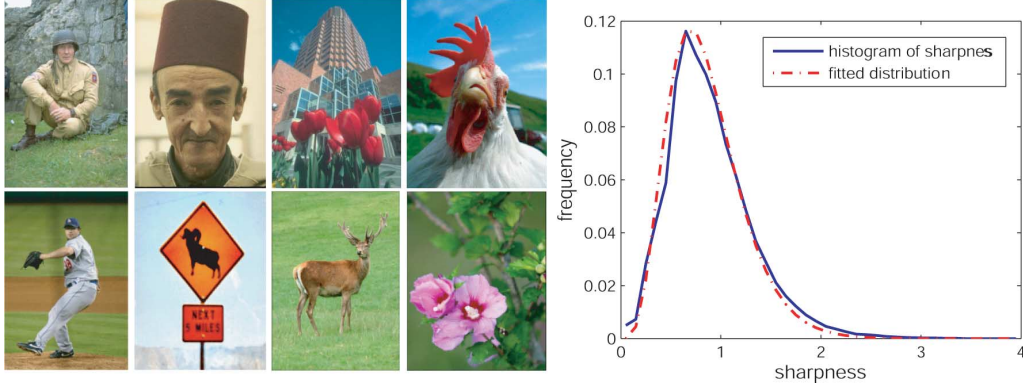 NEXT
5 MILES
0.12
0.1
0.08
0.06
0.04
0.02
0
frequency
histogram of sharpnes
fitted distribution
0
1
2
3
4
sharpness